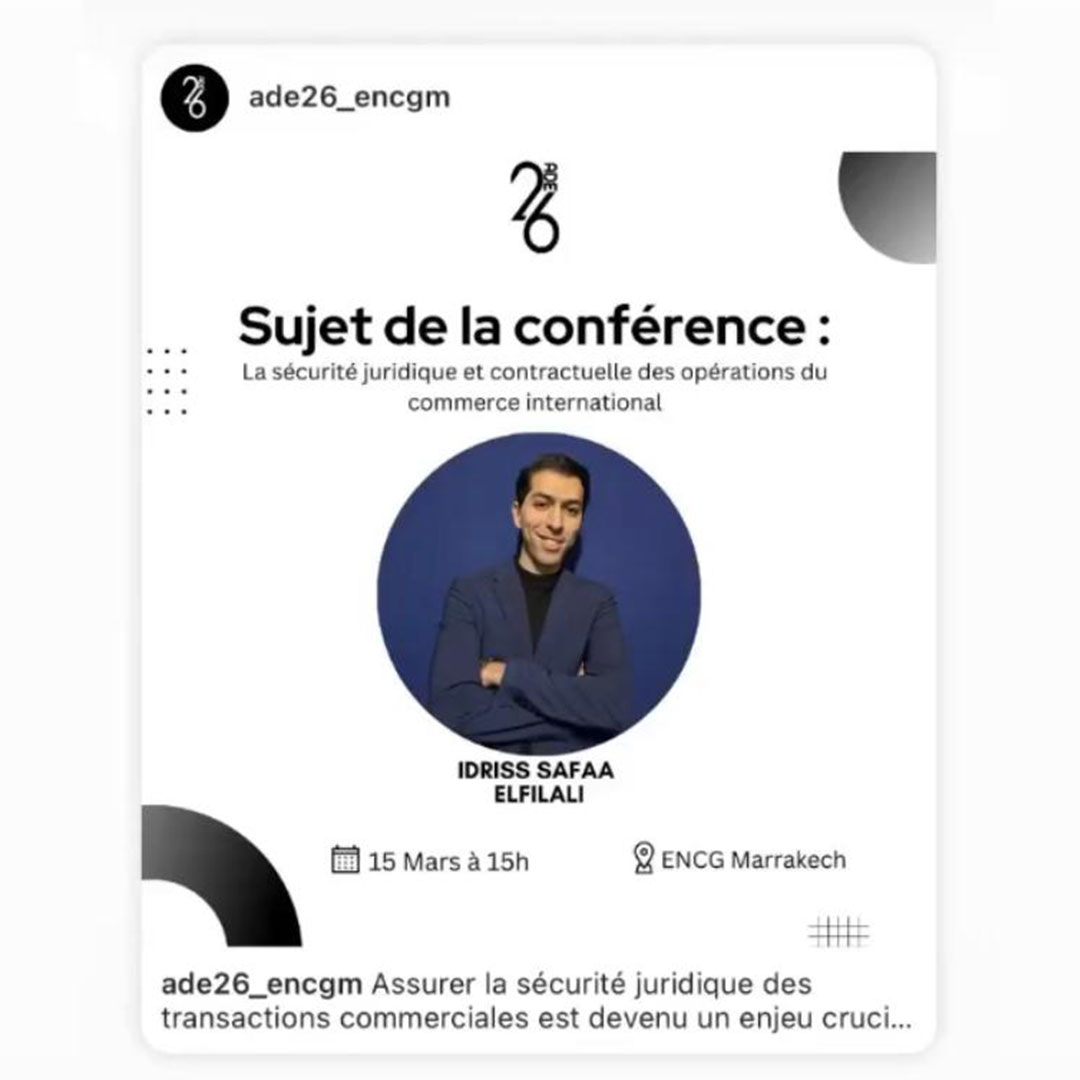 26
ade26_encgm
26
ADE
Sujet de la conférence :
La sécurité juridique et contractuelle des opérations du
commerce international
IDRISS SAFAA
ELFILALI
15 Mars à 15h
ENCG Marrakech
ade26_encgm Assurer la sécurité juridique des
transactions commerciales est devenu un enjeu cruci...